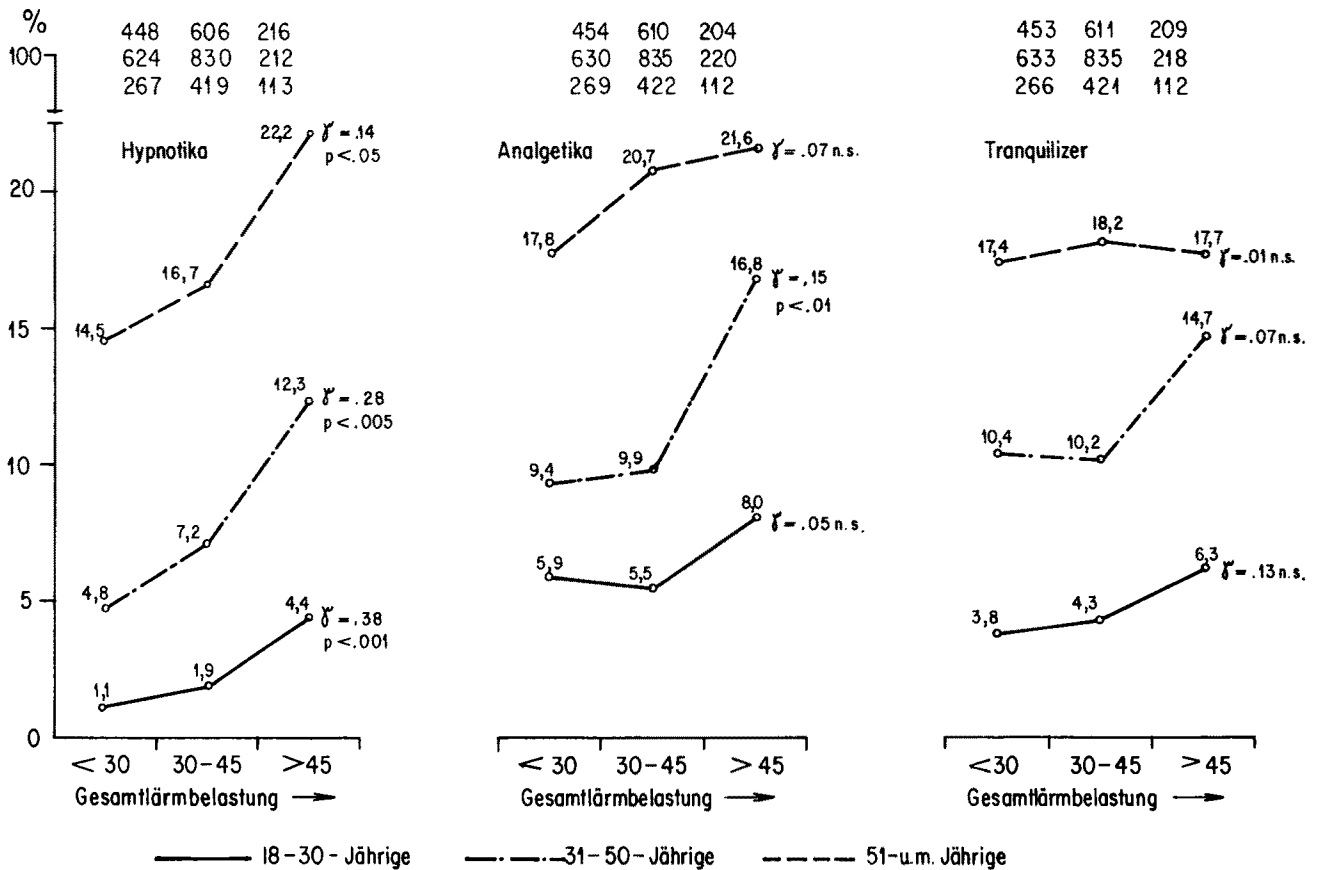 %
100
20
15
10
5
0
448 606 216
624 830 212
267 419 113
Hypnotika
14,5 16,7 22,2 ɣ = .14
p < .05
4,8 7,2 12,3 ɣ = .28
p < .005
1,1 1,9 4,4 ɣ = .38
p < .001
< 30 30-45 >45
Gesamtlärmbelastung →
454 610 204
630 835 220
269 422 112
Analgetika
17,8 20,7 21,6 ɣ = .07 n.s.
9,4 9,9 16,8 ɣ = .15
p < .01
5,9 5,5 8,0 ɣ = .05 n.s.
< 30 30-45 >45
Gesamtlärmbelastung →
453 611 209
633 835 218
266 421 112
Tranquilizer
17,4 18,2 17,7 ɣ = .01 n.s.
10,4 10,2 14,7 ɣ = .07 n.s.
3,8 4,3 6,3 ɣ = .13 n.s.
<30 30-45 >45
Gesamtlärmbelastung →
18-30-Jährige 31-50-Jährige 51-u.m. Jährige